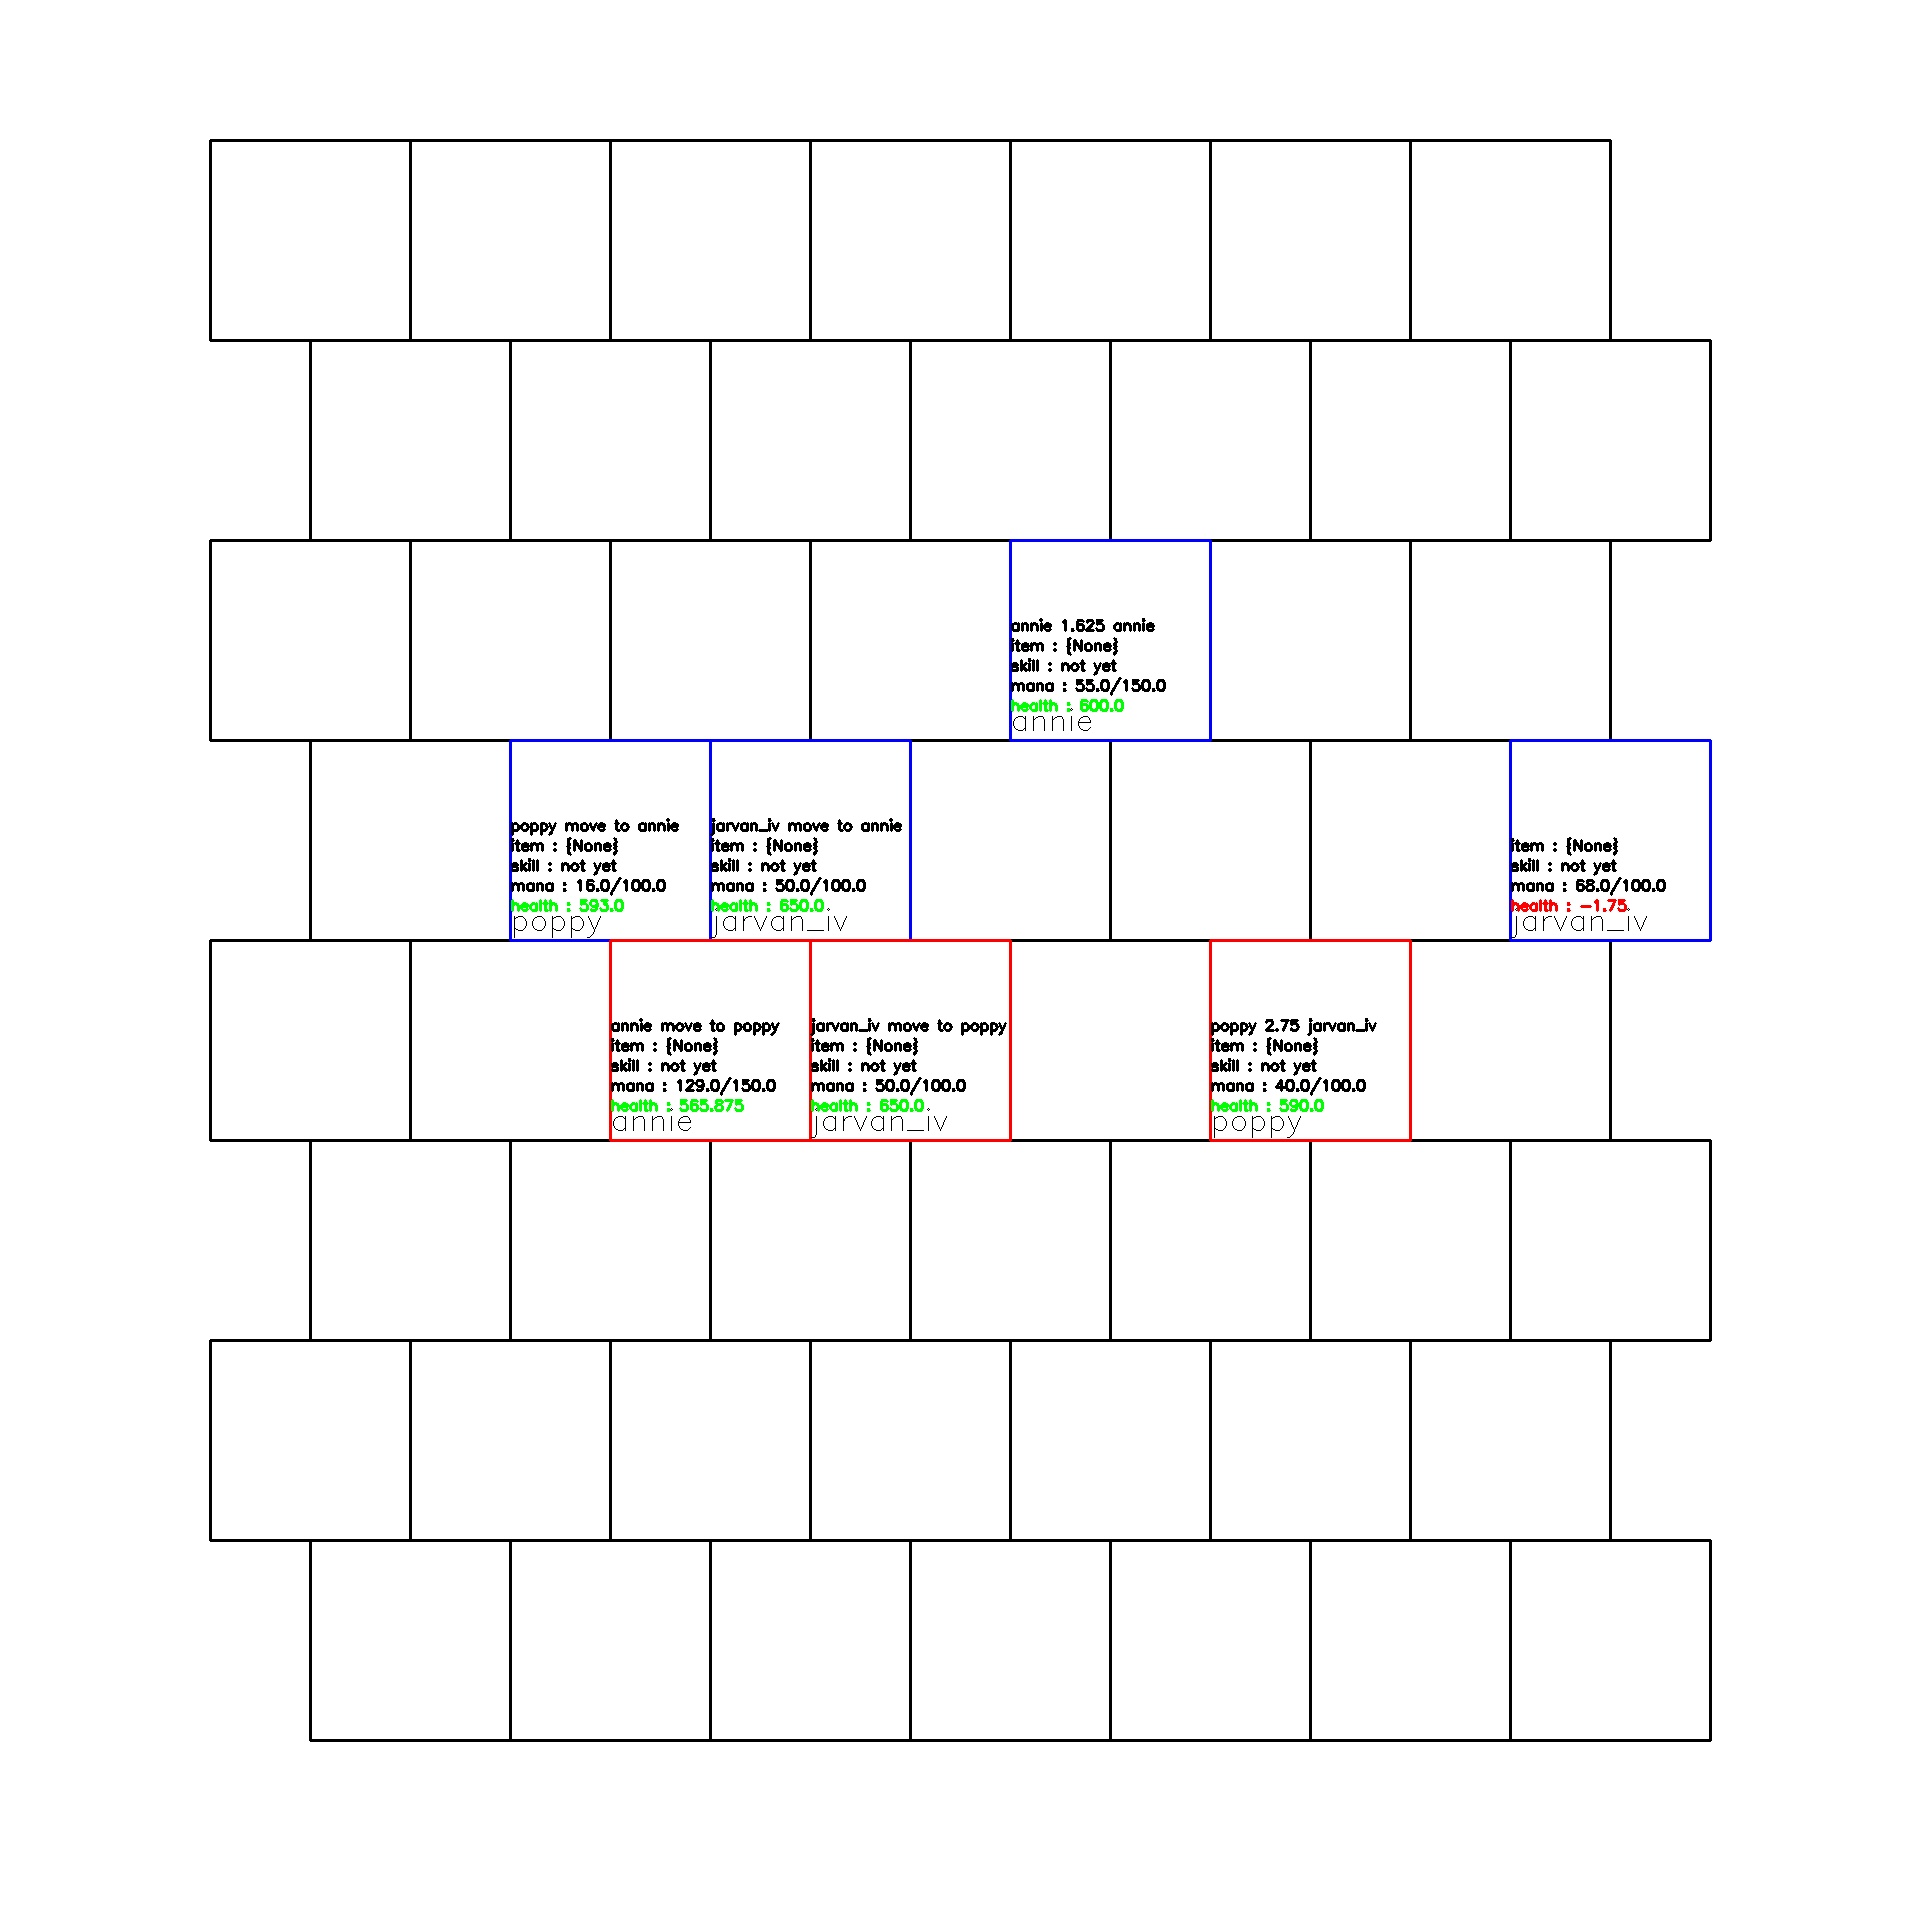 annie 1.625 annie
item : {None}
skill : not yet
mana : 55.0/150.0
health : 600.0
annie
poppy move to annie
item : {None}
skill : not yet
mana : 16.0/100.0
health : 593.0
poppy
jarvan_iv move to annie
item : {None}
skill : not yet
mana : 50.0/100.0
health : 650.0
jarvan_iv
item : {None}
skill : not yet
mana : 68.0/100.0
health : -1.75
jarvan_iv
annie move to poppy
item : {None}
skill : not yet
mana : 129.0/150.0
health : 565.875
annie
jarvan_iv move to poppy
item : {None}
skill : not yet
mana : 50.0/100.0
health : 650.0
jarvan_iv
poppy 2.75 jarvan_iv
item : {None}
skill : not yet
mana : 40.0/100.0
health : 590.0
poppy